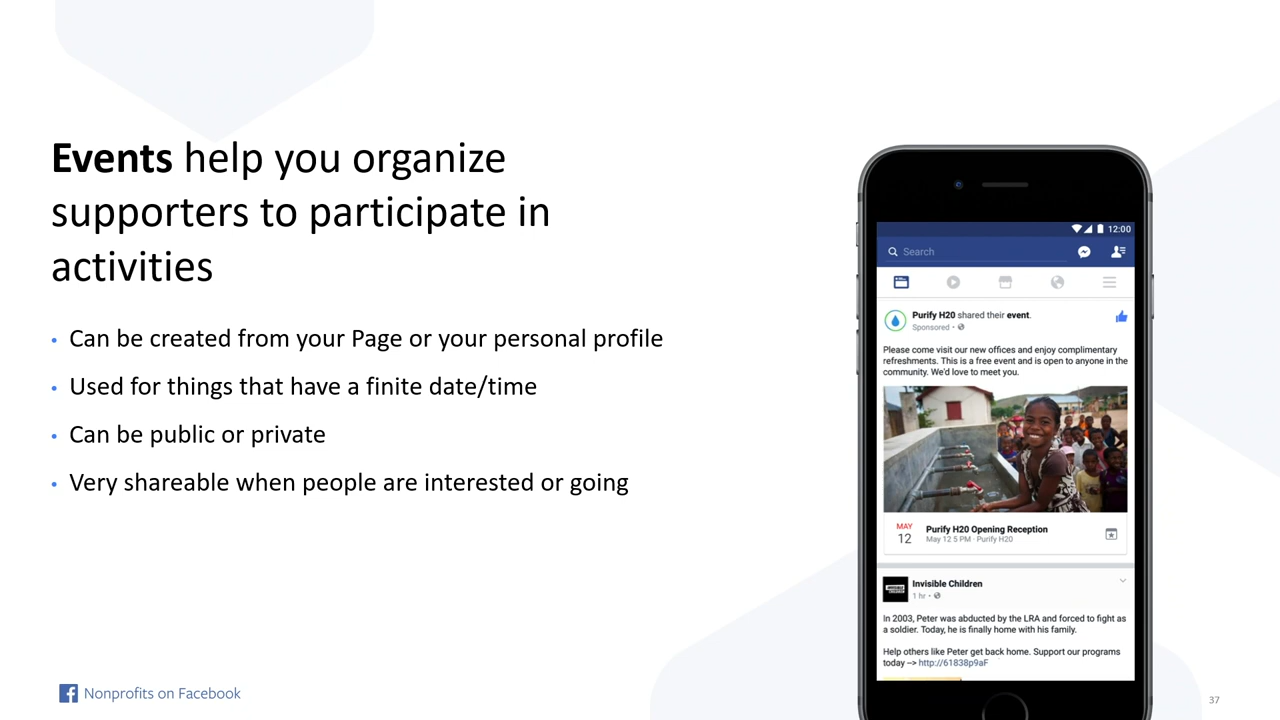 Events help you organize
supporters to participate in
activities
• Can be created from your Page or your personal profile
• Used for things that have a finite date/time
• Can be public or private
• Very shareable when people are interested or going
Nonprofits on Facebook
12:00
Search
Purify H20 shared their event.
Sponsored •
Please come visit our new offices and enjoy complimentary
refreshments. This is a free event and is open to anyone in the
community. We'd love to meet you.
MAY
12
Purify H20 Opening Reception
May 12 5 PM · Purify H20
Invisible Children
1 hr •
In 2003, Peter was abducted by the LRA and forced to fight as
a soldier. Today, he is finally home with his family.
Help others like Peter get back home. Support our programs
today --> http://61838p9aF
37